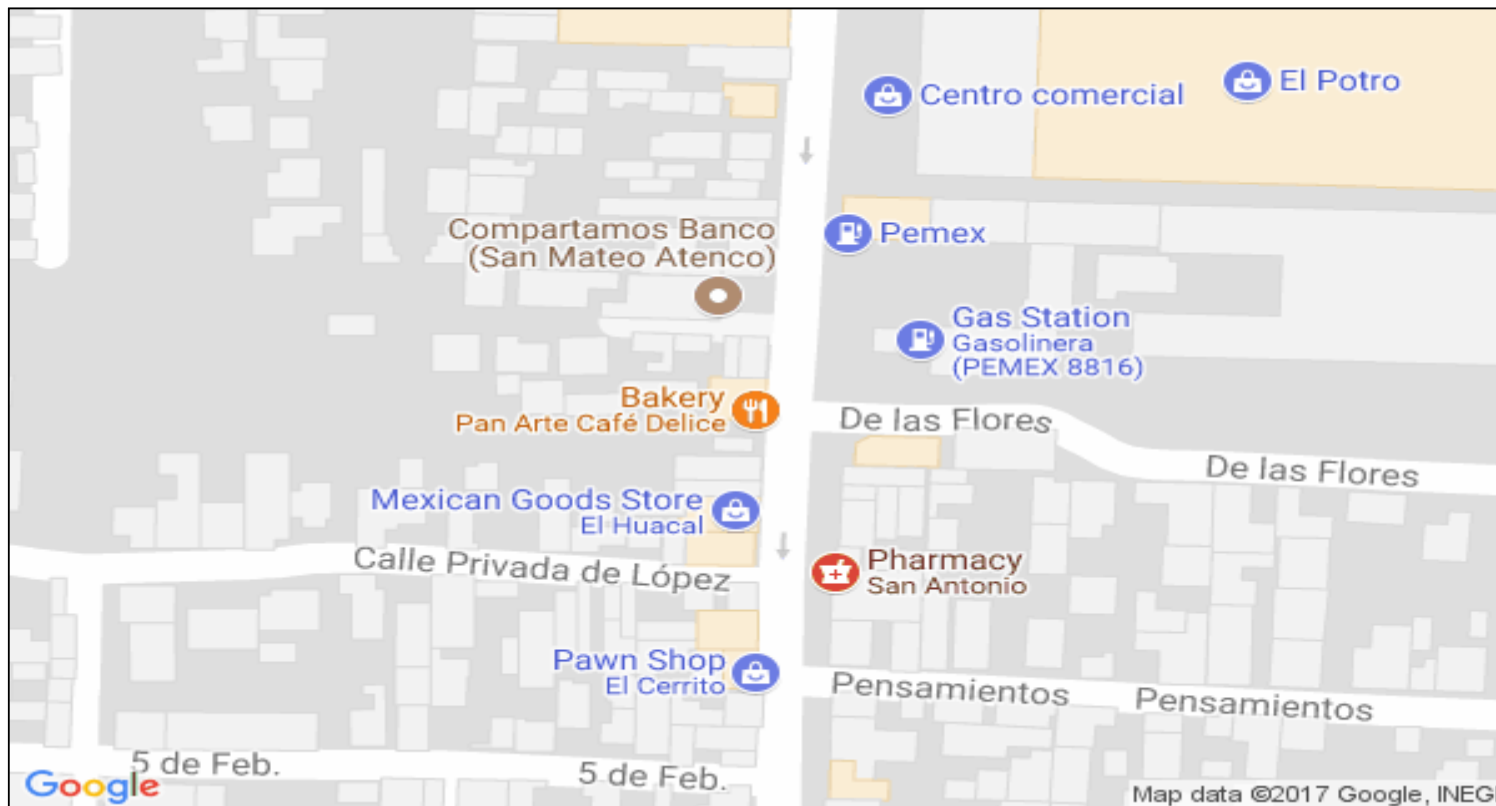 Centro comercial
El Potro
Compartamos Banco
(San Mateo Atenco)
Pemex
Gas Station
Gasolinera
(PEMEX 8816)
Bakery
Pan Arte Café Delice
De las Flores
De las Flores
Mexican Goods Store
El Huacal
Calle Privada de López
Pharmacy
San Antonio
Pawn Shop
El Cerrito
Pensamientos
Pensamientos
5 de Feb.
5 de Feb.
Google
Map data ©2017 Google, INEGI